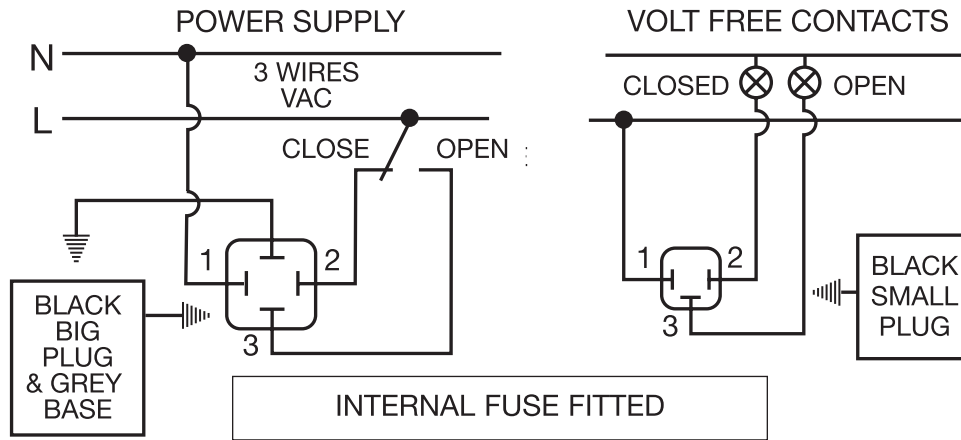 POWER SUPPLY
N
3 WIRES
VAC
L
CLOSE
OPEN
1
2
3
BLACK
BIG
PLUG
& GREY
BASE
VOLT FREE CONTACTS
CLOSED
OPEN
1
2
3
BLACK
SMALL
PLUG
INTERNAL FUSE FITTED